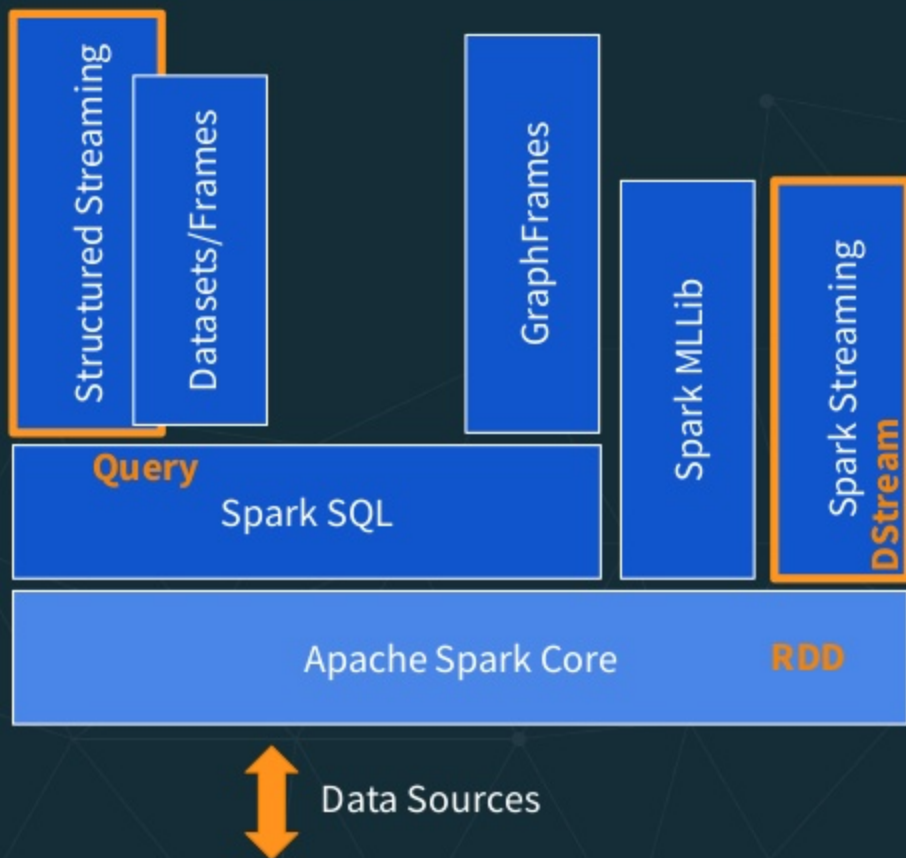 Structured Streaming
Datasets/Frames
GraphFrames
Spark MLLib
Spark Streaming
DStream
Query
Spark SQL
Apache Spark Core
RDD
Data Sources